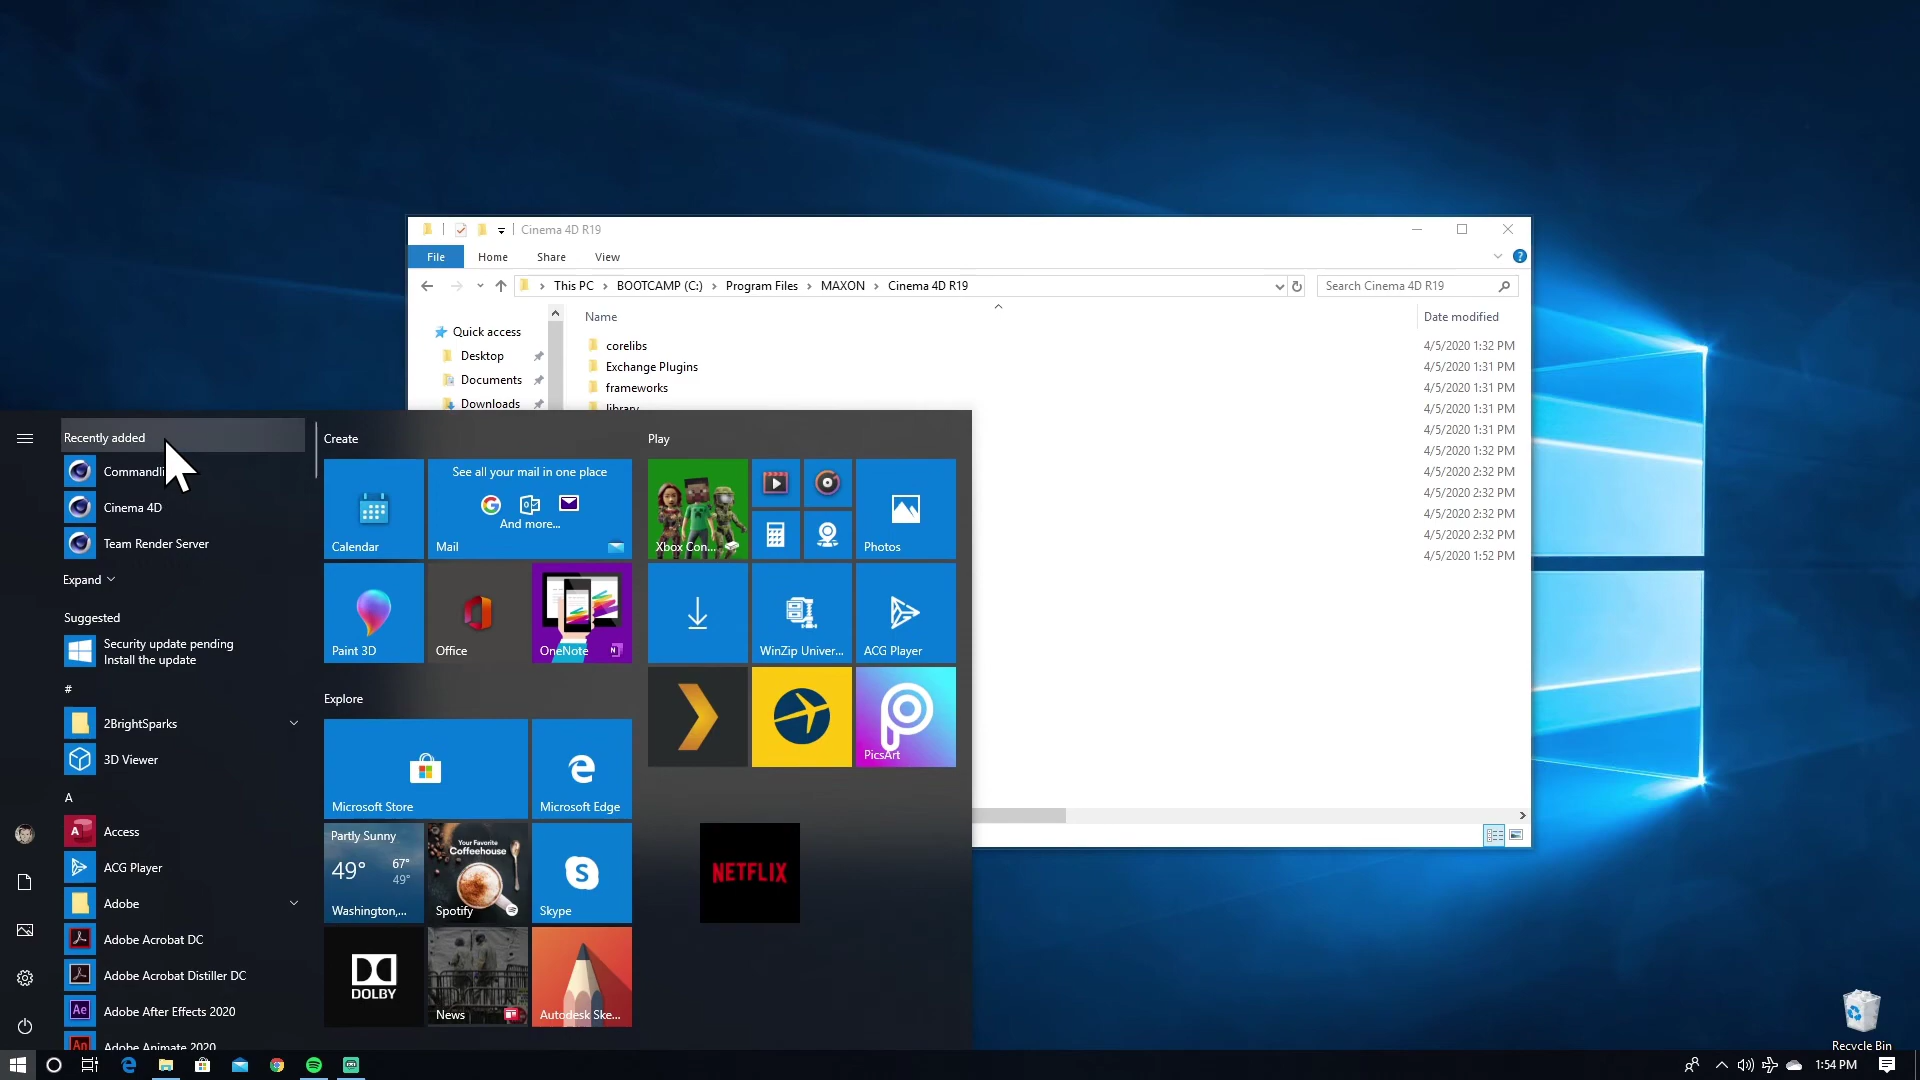 Cinema 4D R19
File
Home
Share
View
This PC
BOOTCAMP (C:)
Program Files
MAXON
Cinema 4D R19
Search Cinema 4D R19
Name
Date modified
Quick access
Desktop
Documents
Downloads
corelibs
4/5/2020 1:32 PM
Exchange Plugins
4/5/2020 1:31 PM
frameworks
4/5/2020 1:31 PM
library
4/5/2020 1:31 PM
4/5/2020 1:31 PM
4/5/2020 1:32 PM
4/5/2020 2:32 PM
4/5/2020 2:32 PM
4/5/2020 2:32 PM
4/5/2020 2:32 PM
4/5/2020 1:52 PM
Recently added
Commandli
Cinema 4D
Team Render Server
Expand
Suggested
Security update pending
Install the update
#
2BrightSparks
3D Viewer
A
Access
ACG Player
Adobe
Adobe Acrobat DC
Adobe Acrobat Distiller DC
Adobe After Effects 2020
Adobe Animate 2020
Create
Calendar
See all your mail in one place
And more...
Mail
Paint 3D
Office
OneNote
Explore
Microsoft Store
Microsoft Edge
Partly Sunny
49°
67°
49°
Washington,...
Your Favorite
Coffeehouse
Spotify
Skype
DOLBY
News
Autodesk Ske...
Play
Xbox Con...
Photos
WinZip Univer...
ACG Player
PicsArt
NETFLIX
Recycle Bin
1:54 PM